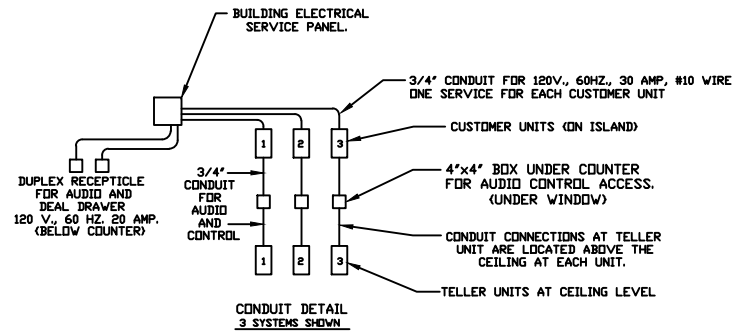 BUILDING ELECTRICAL
SERVICE PANEL.
3/4" CONDUIT FOR 120V., 60HZ., 30 AMP, #10 WIRE
ONE SERVICE FOR EACH CUSTOMER UNIT
1
2
3
CUSTOMER UNITS (ON ISLAND)
3/4"
CONDUIT
FOR
AUDIO
AND
CONTROL
4"x4" BOX UNDER COUNTER
FOR AUDIO CONTROL ACCESS.
(UNDER WINDOW)
DUPLEX RECEPTICLE
FOR AUDIO AND
DEAL DRAWER
120 V., 60 HZ. 20 AMP.
(BELOW COUNTER)
CONDUIT CONNECTIONS AT TELLER
UNIT ARE LOCATED ABOVE THE
CEILING AT EACH UNIT.
1
2
3
TELLER UNITS AT CEILING LEVEL
CONDUIT DETAIL
3 SYSTEMS SHOWN